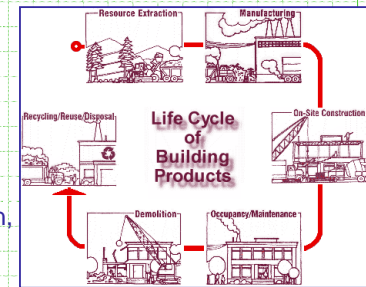 Resource Extraction
Manufacturing
Recycling/Reuse/Disposal
Life Cycle
of
Building
Products
On-Site Construction
n,
Demolition
Occupancy/Maintenance